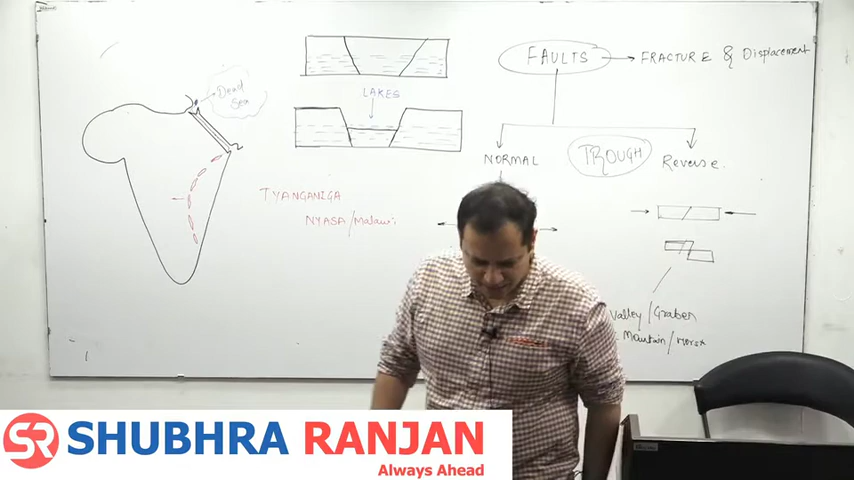 FAULTS → FRACTURE & Displacement
Dead
Sea
LAKES
NORMAL
TROUGH
Reverse
TYANGANIGA
NYASA/Malawi
Valley/Graben
Mountain/Horst
SR
SHUBHRA RANJAN
Always Ahead